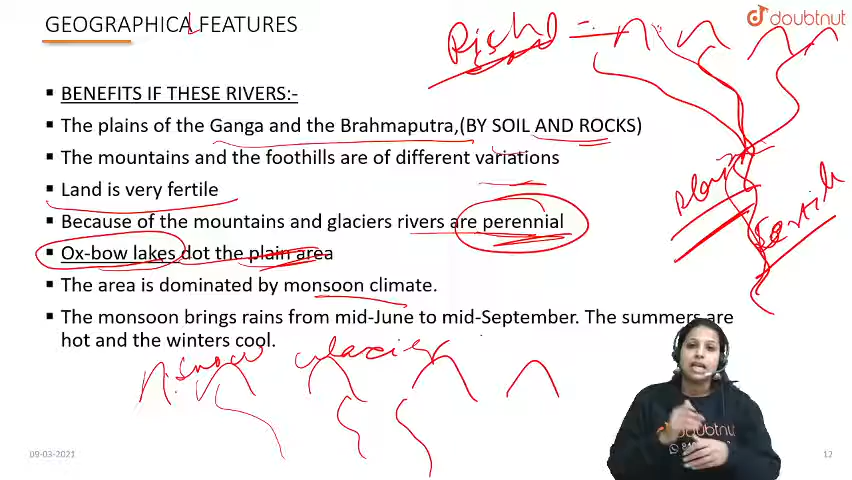 GEOGRAPHICAL FEATURES
doubtnut
▪ BENEFITS IF THESE RIVERS:-
▪ The plains of the Ganga and the Brahmaputra,(BY SOIL AND ROCKS)
▪ The mountains and the foothills are of different variations
▪ Land is very fertile
▪ Because of the mountains and glaciers rivers are perennial
▪ Ox-bow lakes dot the plain area
▪ The area is dominated by monsoon climate.
▪ The monsoon brings rains from mid-June to mid-September. The summers are
hot and the winters cool.
snow glacier
doubtnut
09-03-2021
12